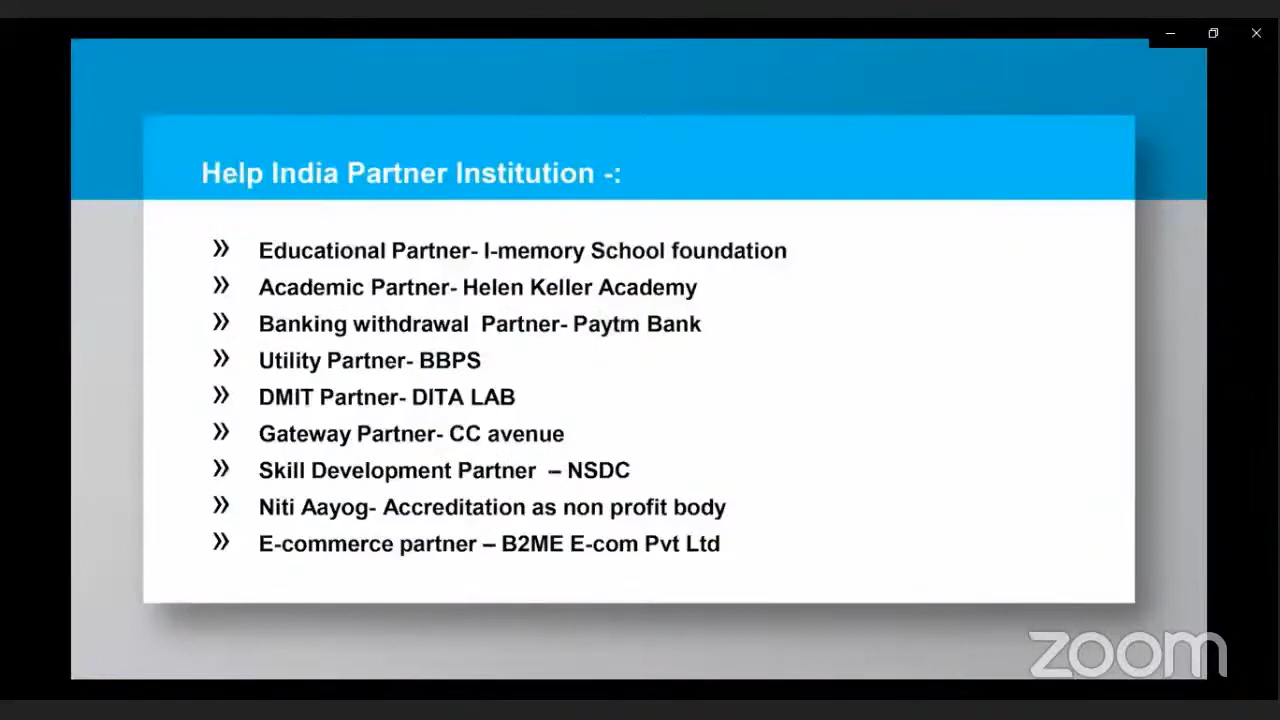 Help India Partner Institution -:
» Educational Partner- I-memory School foundation
» Academic Partner- Helen Keller Academy
» Banking withdrawal  Partner- Paytm Bank
» Utility Partner- BBPS
» DMIT Partner- DITA LAB
» Gateway Partner- CC avenue
» Skill Development Partner  – NSDC
» Niti Aayog- Accreditation as non profit body
» E-commerce partner – B2ME E-com Pvt Ltd
zoom